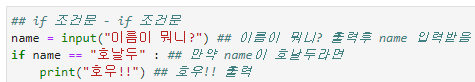 ## if 조건문 - if 조건문
name = input("이름이 뭐니?") ## 이름이 뭐니? 출력후 name 입력받음
if name == "호날두" : ## 만약 name이 호날두라면
    print("호우!!") ## 호우!! 출력